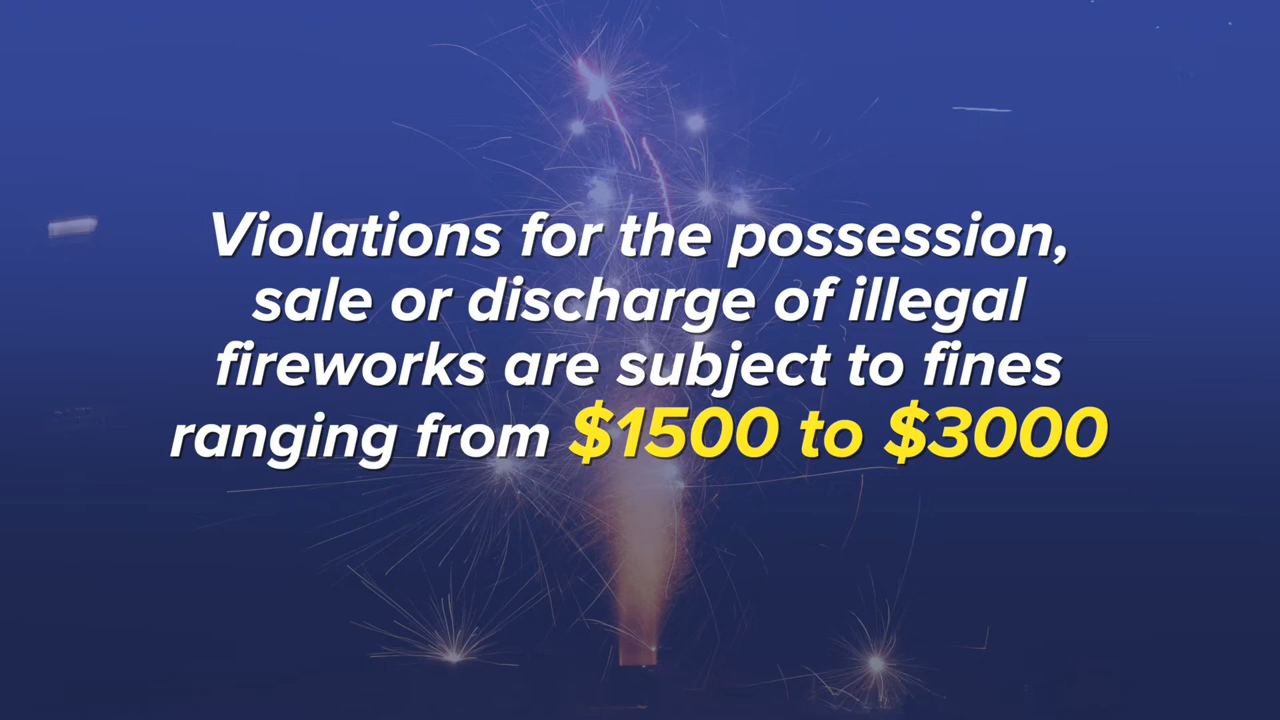 Violations for the possession,
sale or discharge of illegal
fireworks are subject to fines
ranging from $1500 to $3000